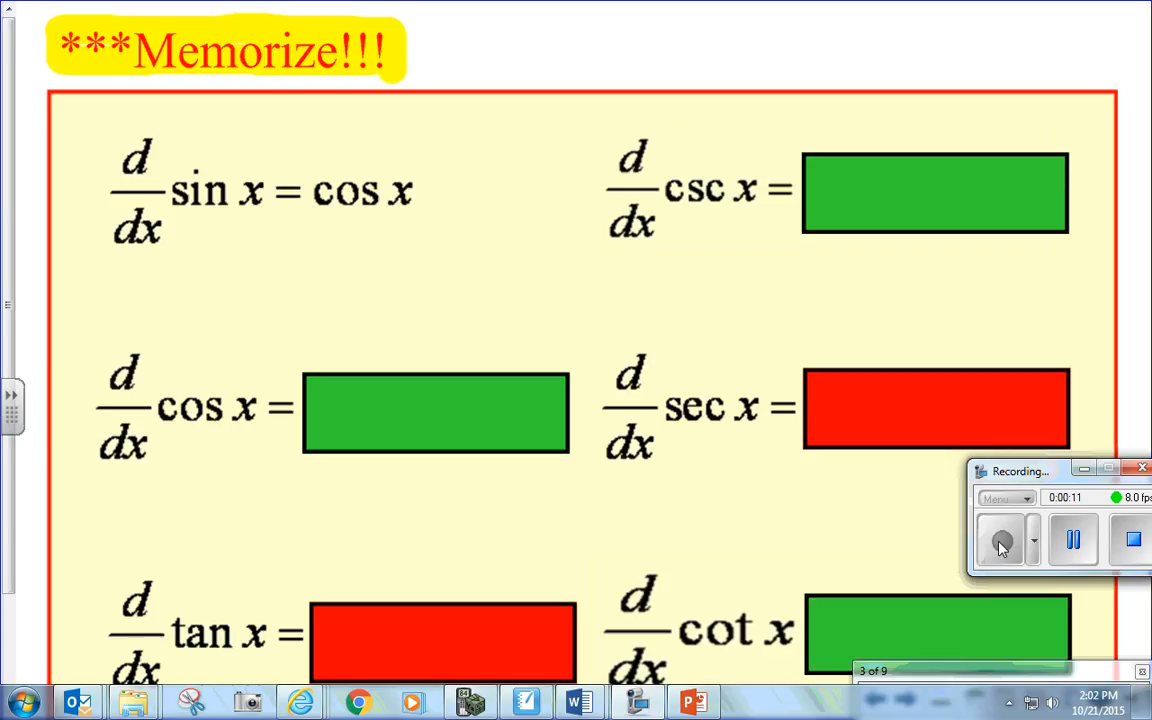 ***Memorize!!!
d/dx sin x = cos x
d/dx csc x =
d/dx cos x =
d/dx sec x =
Recording...
Menu 0:00:11 8.0 fps
d/dx tan x =
d/dx cot x
3 of 9
2:02 PM
10/21/2015